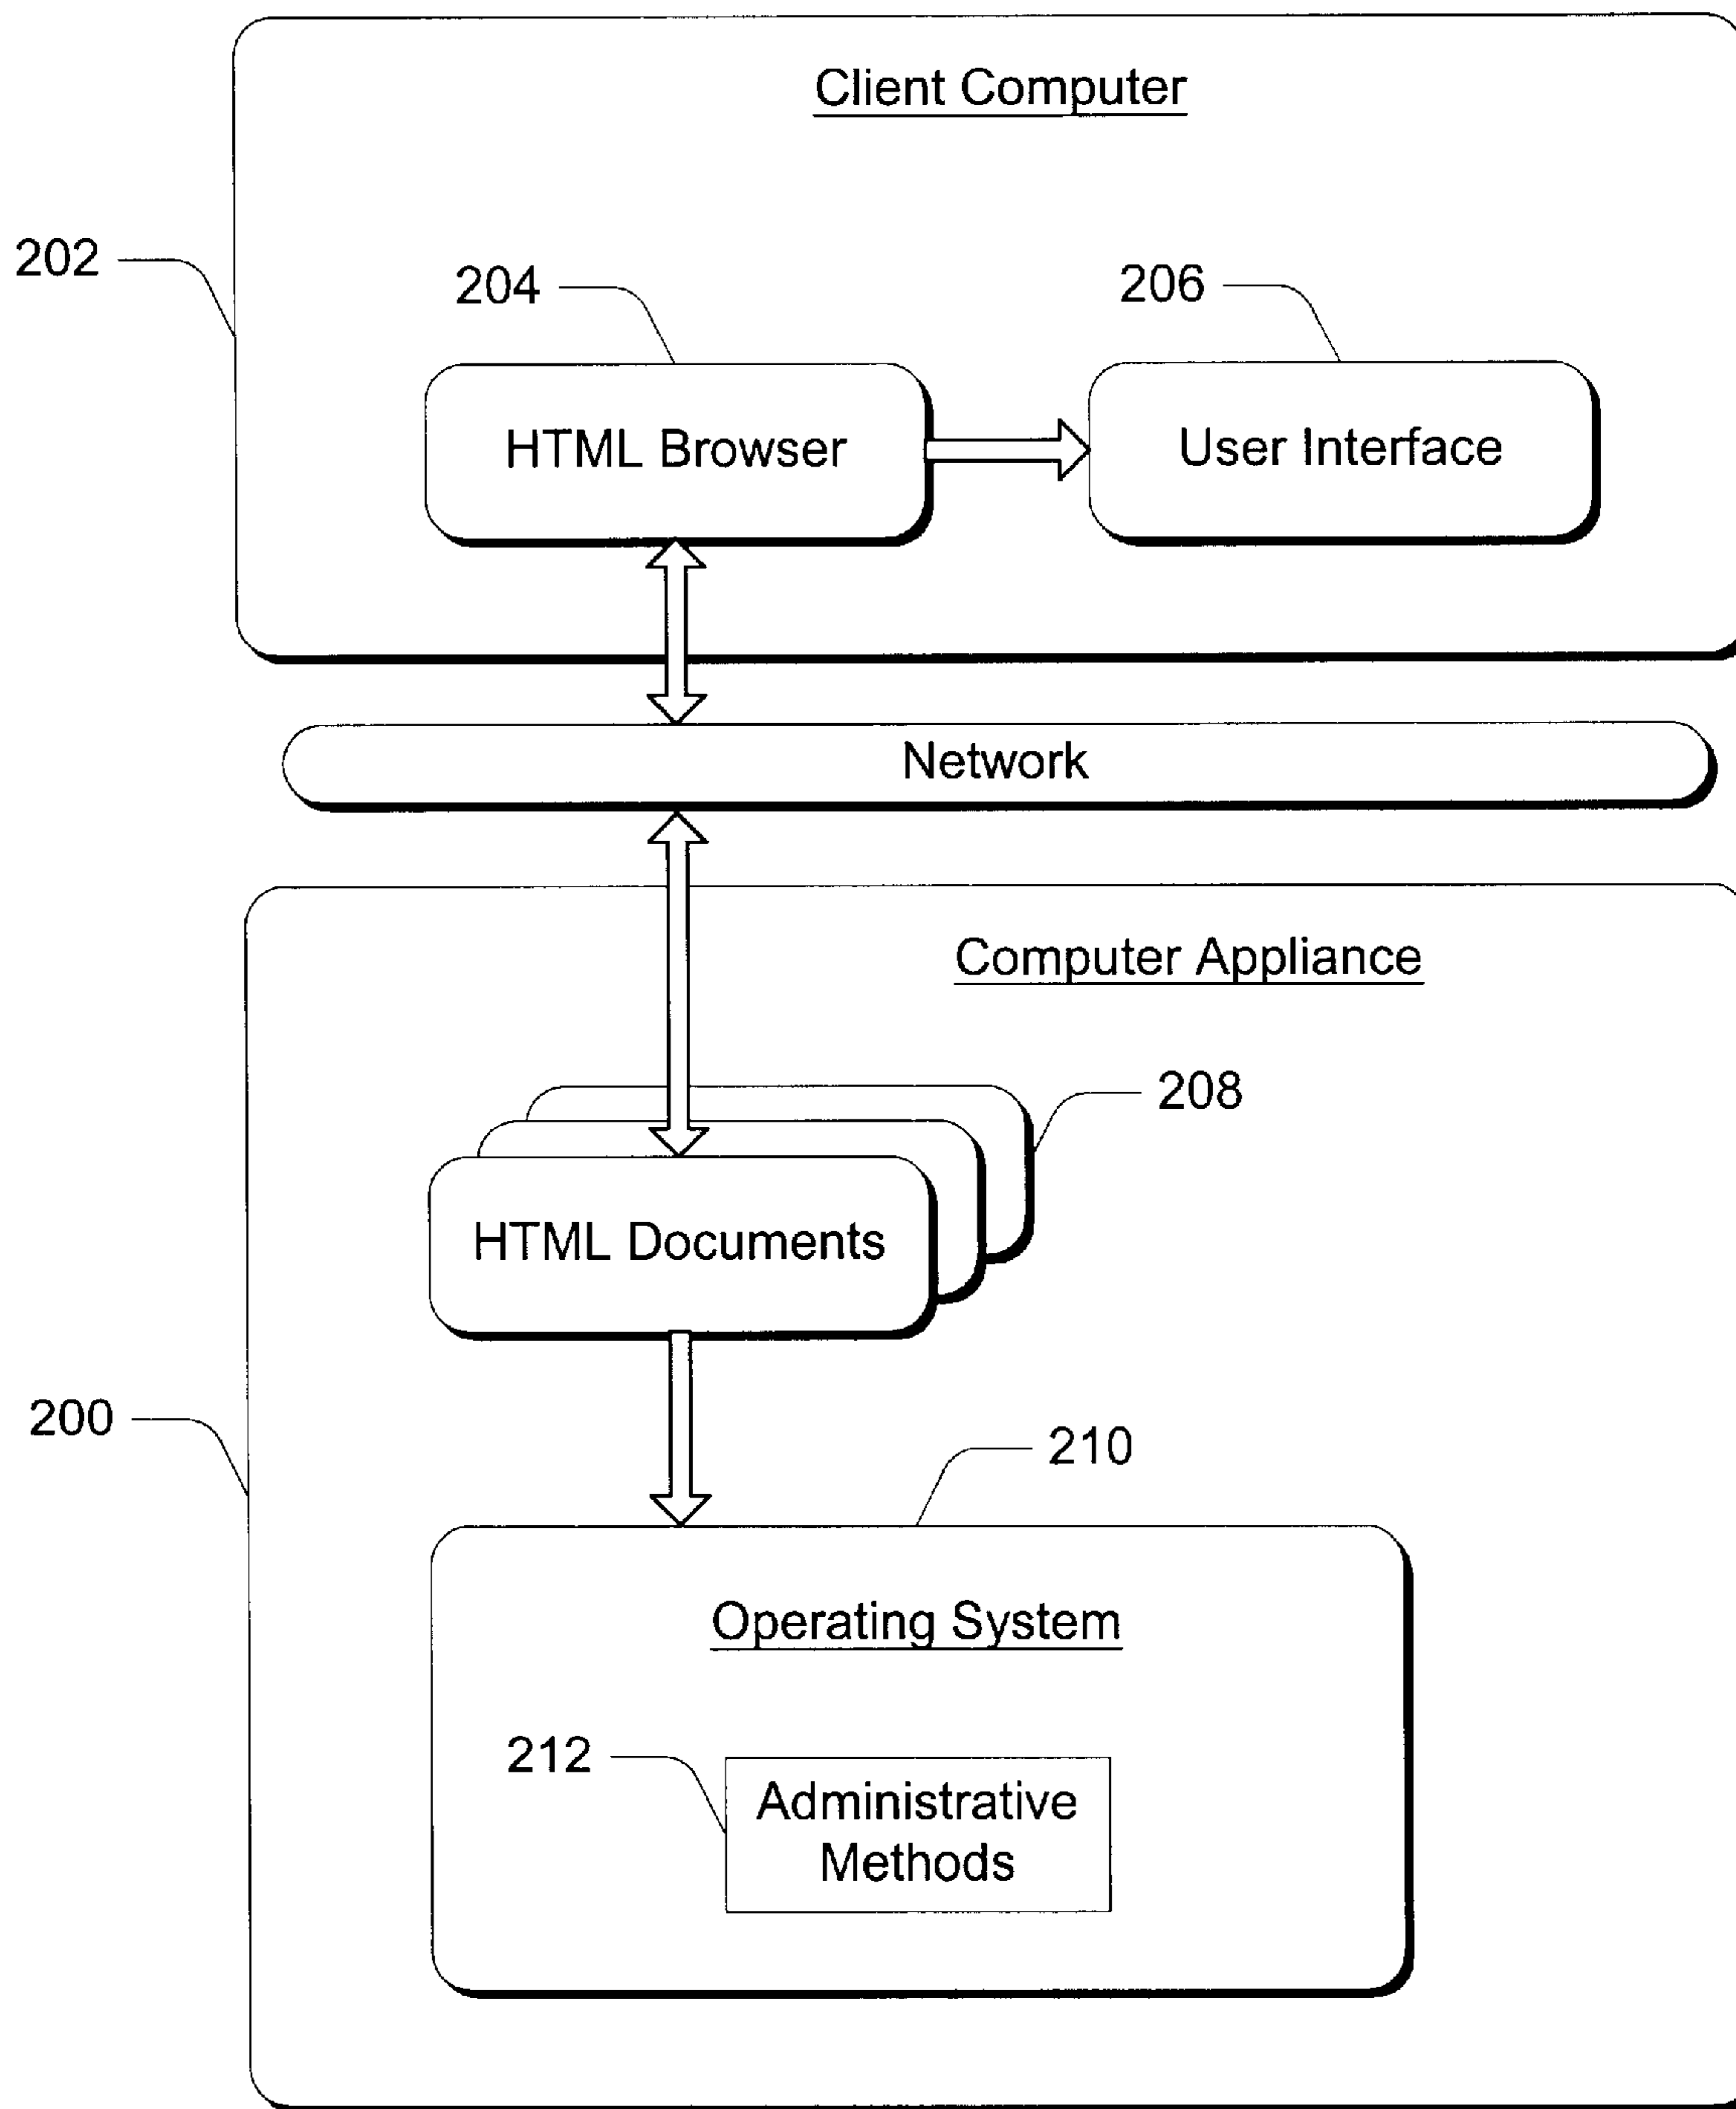 Client Computer
202
204
206
HTML Browser
User Interface
Network
Computer Appliance
208
HTML Documents
200
210
Operating System
212
Administrative
Methods